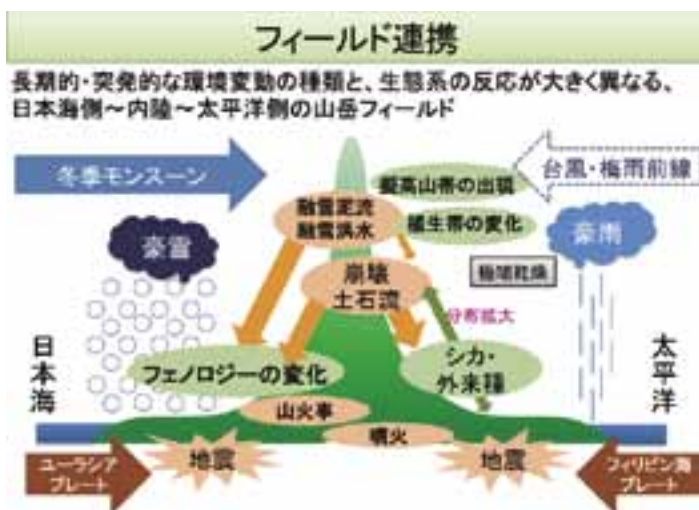 フィールド連携
長期的・突発的な環境変動の種類と、生態系の反応が大きく異なる、
日本海側～内陸～太平洋側の山岳フィールド
冬季モンスーン
台風・梅雨前線
擬高山帯の出現
融雪泥流
融雪洪水
植生帯の変化
豪雪
豪雨
崩壊
土石流
極端乾燥
分布拡大
日本海
フェノロジーの変化
シカ・
外来種
太平洋
山火事
噴火
地震
地震
ユーラシア
プレート
フィリピン海
プレート